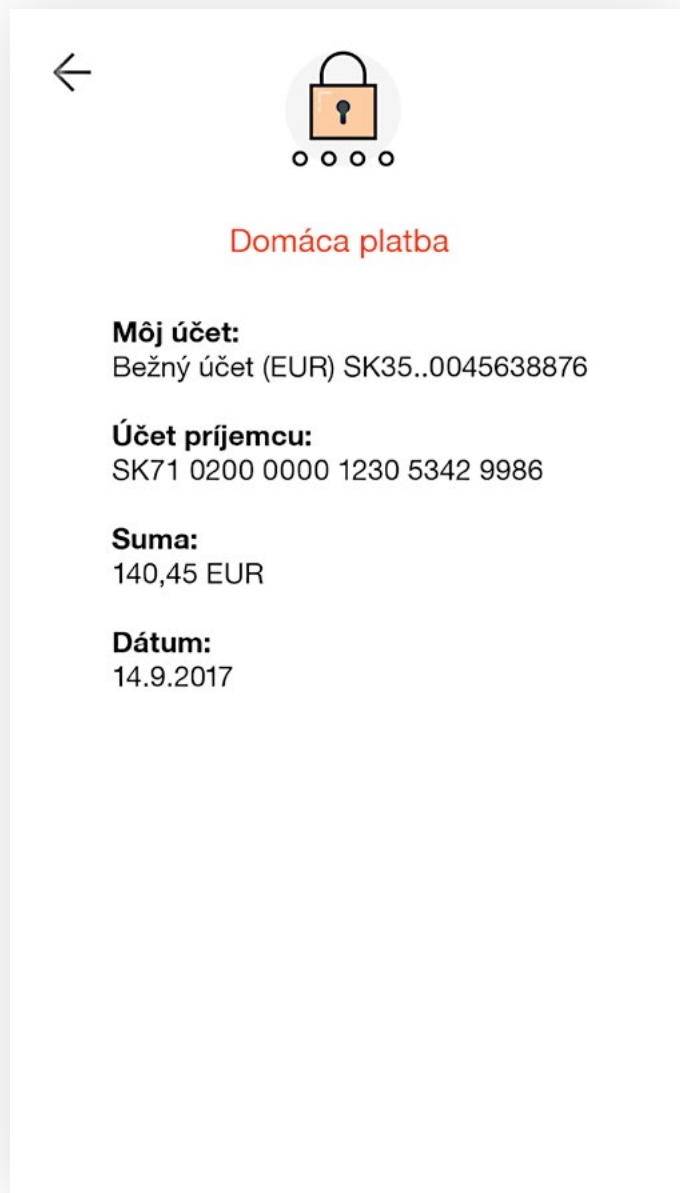 Domáca platba
Môj účet:
Bežný účet (EUR) SK35..0045638876
Účet príjemcu:
SK71 0200 0000 1230 5342 9986
Suma:
140,45 EUR
Dátum:
14.9.2017